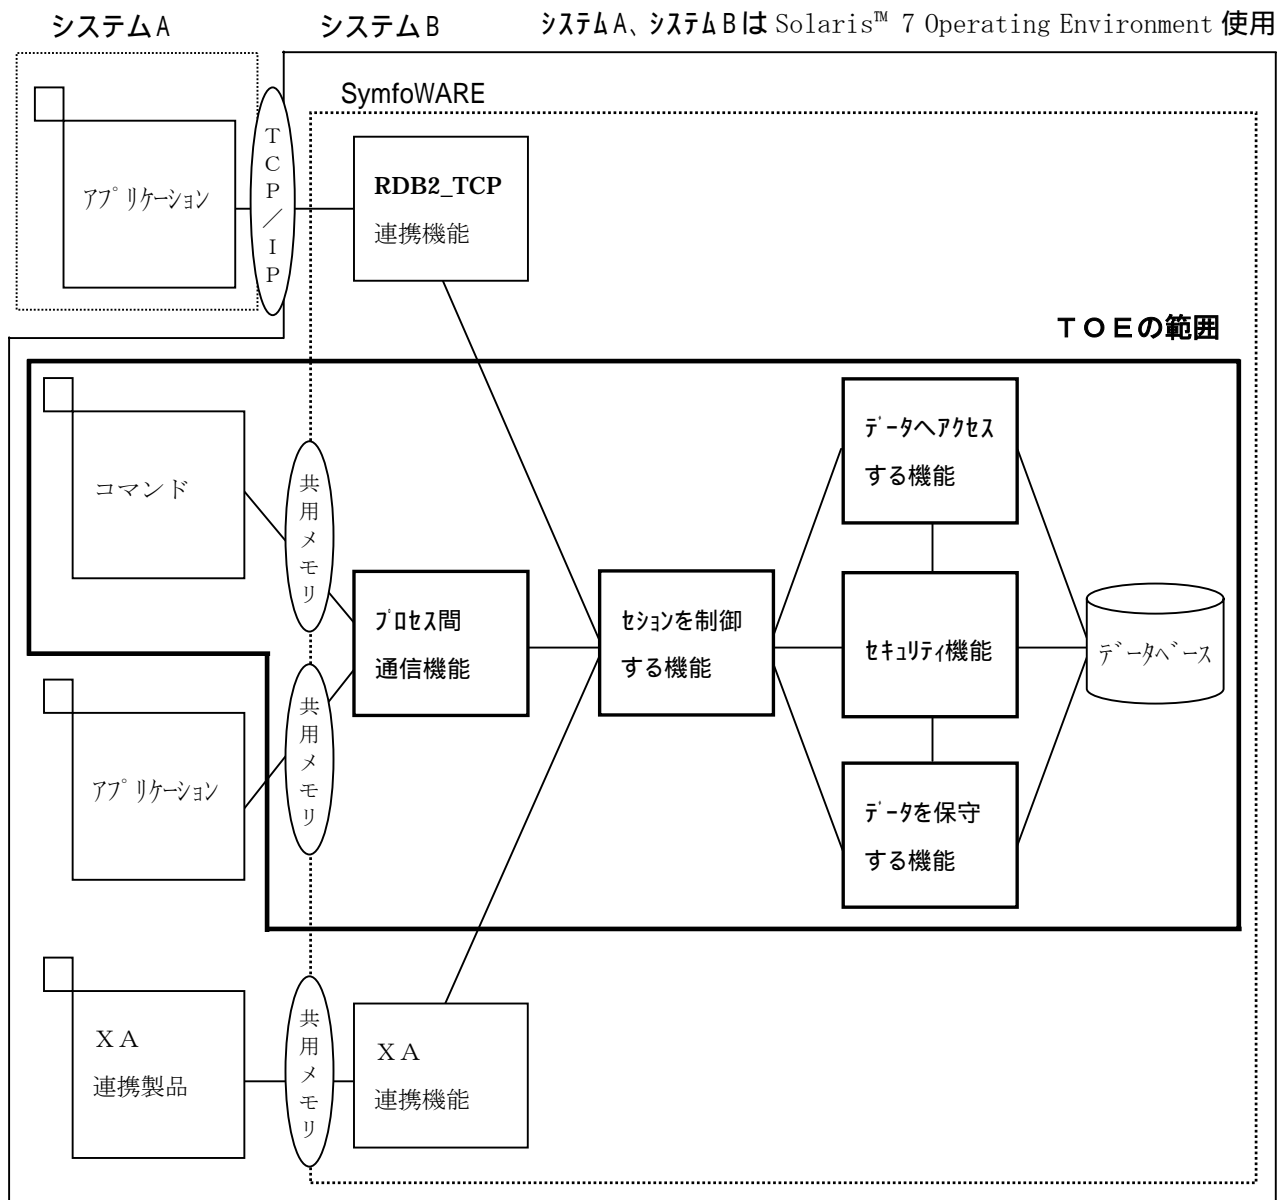 システムA
システムB
ｼｽﾃﾑA、ｼｽﾃﾑBは Solaris™ 7 Operating Environment 使用
SymfoWARE
TCP／IP
ｱﾌﾟﾘｹｰｼｮﾝ
RDB2_TCP
連携機能
ＴＯＥの範囲
コマンド
共用メモリ
ﾃﾞｰﾀへｱｸｾｽ
する機能
ﾌﾟﾛｾｽ間
通信機能
ｾｼｮﾝを制御
する機能
ｾｷｭﾘﾃｨ機能
ﾃﾞｰﾀﾍﾞｰｽ
ｱﾌﾟﾘｹｰｼｮﾝ
共用メモリ
ﾃﾞｰﾀを保守
する機能
ＸＡ
連携製品
共用メモリ
ＸＡ
連携機能